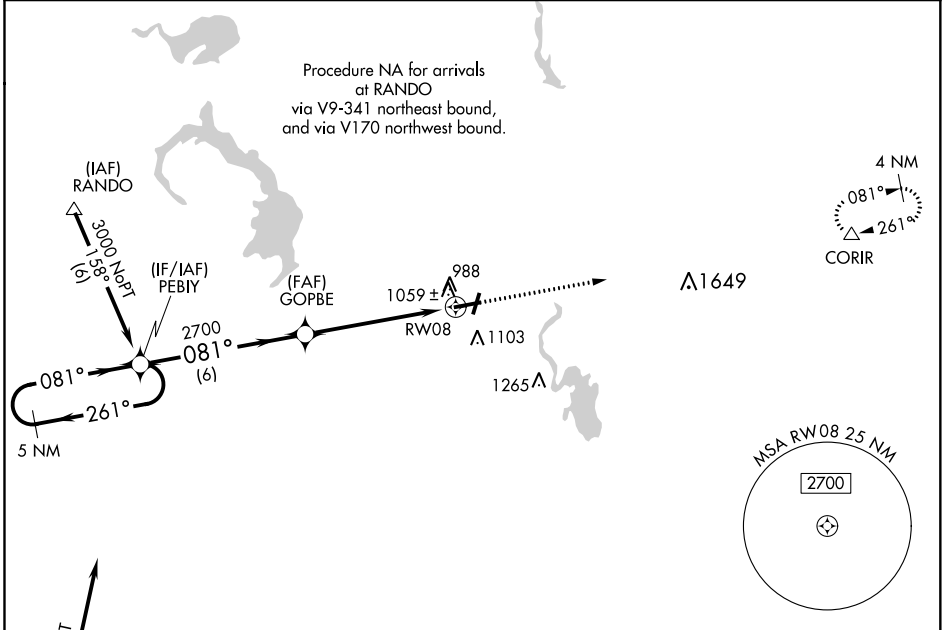 Procedure NA for arrivals
at RANDO
via V9-341 northeast bound,
and via V170 northwest bound.
4 NM
081°
261°
CORIR
(IAF)
RANDO
3000 NoPT
158°
(6)
(IF/IAF)
PEBIY
(FAF)
GOPBE
988
1059 ±
RW08
1649
1103
1265
2700
081°
(6)
081°
261°
5 NM
MSA RW08 25 NM
2700